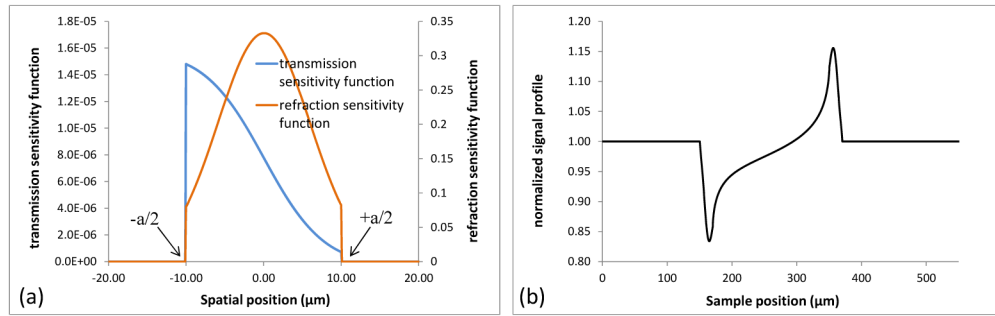 1.8E-05
1.6E-05
1.4E-05
1.2E-05
1.0E-05
8.0E-06
6.0E-06
4.0E-06
2.0E-06
0.0E+00
transmission sensitivity function
0.35
0.3
0.25
0.2
0.15
0.1
0.05
0
refraction sensitivity function
transmission
sensitivity function
refraction sensitivity
function
-a/2
+a/2
-20.00
-10.00
0.00
10.00
20.00
Spatial position (μm)
(a)
1.20
1.15
1.10
1.05
1.00
0.95
0.90
0.85
0.80
normalized signal profile
0
100
200
300
400
500
Sample position (μm)
(b)